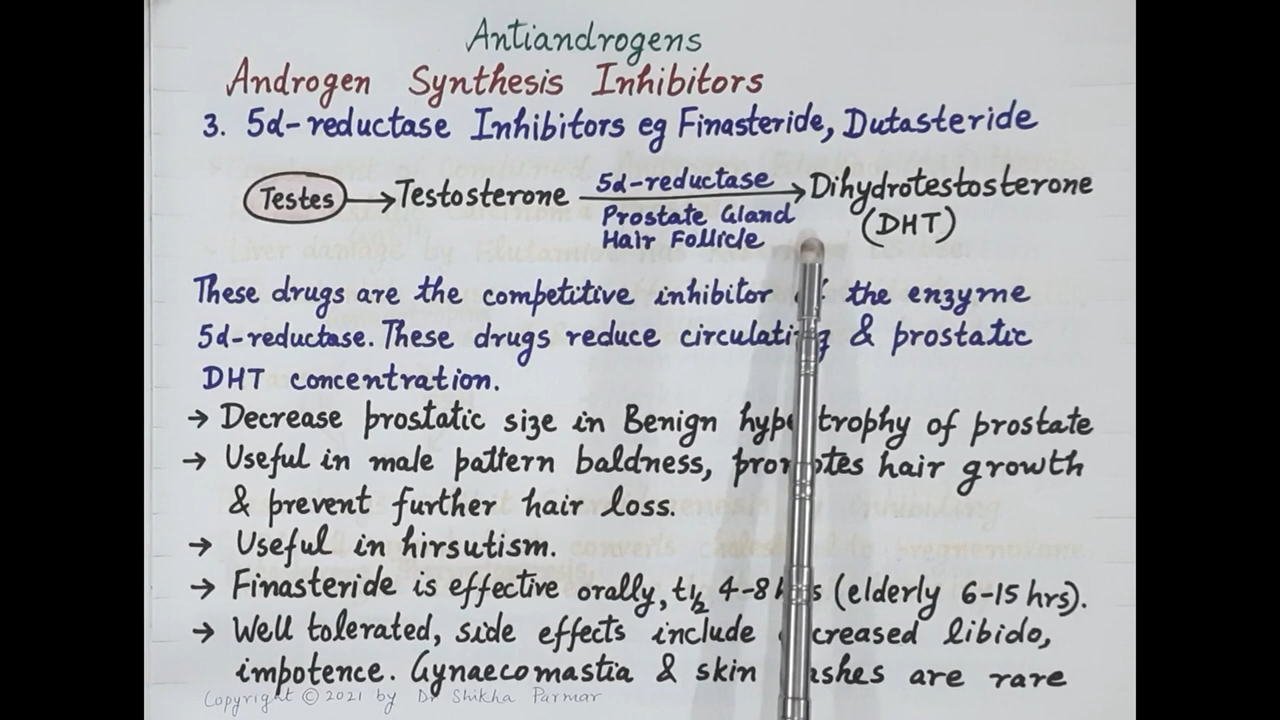 Antiandrogens
Androgen Synthesis Inhibitors
3. 5α-reductase Inhibitors eg Finasteride, Dutasteride
Testes → Testosterone 5α-reductase → Dihydrotestosterone
Prostate Gland (DHT)
Hair Follicle
These drugs are the competitive inhibitor the enzyme
5α-reductase. These drugs reduce & prostatic
DHT concentration.
→ Decrease prostatic size in Benign of prostate
→ Useful in male pattern baldness, hair growth
& prevent further hair loss.
→ Useful in hirsutism.
→ Finasteride is effective orally, t½ 4-8 (elderly 6-15 hrs).
→ Well tolerated, side effects include libido,
impotence. Gynaecomastia & skin are rare
Copyright © 2021 by Dr Shikha Parmar